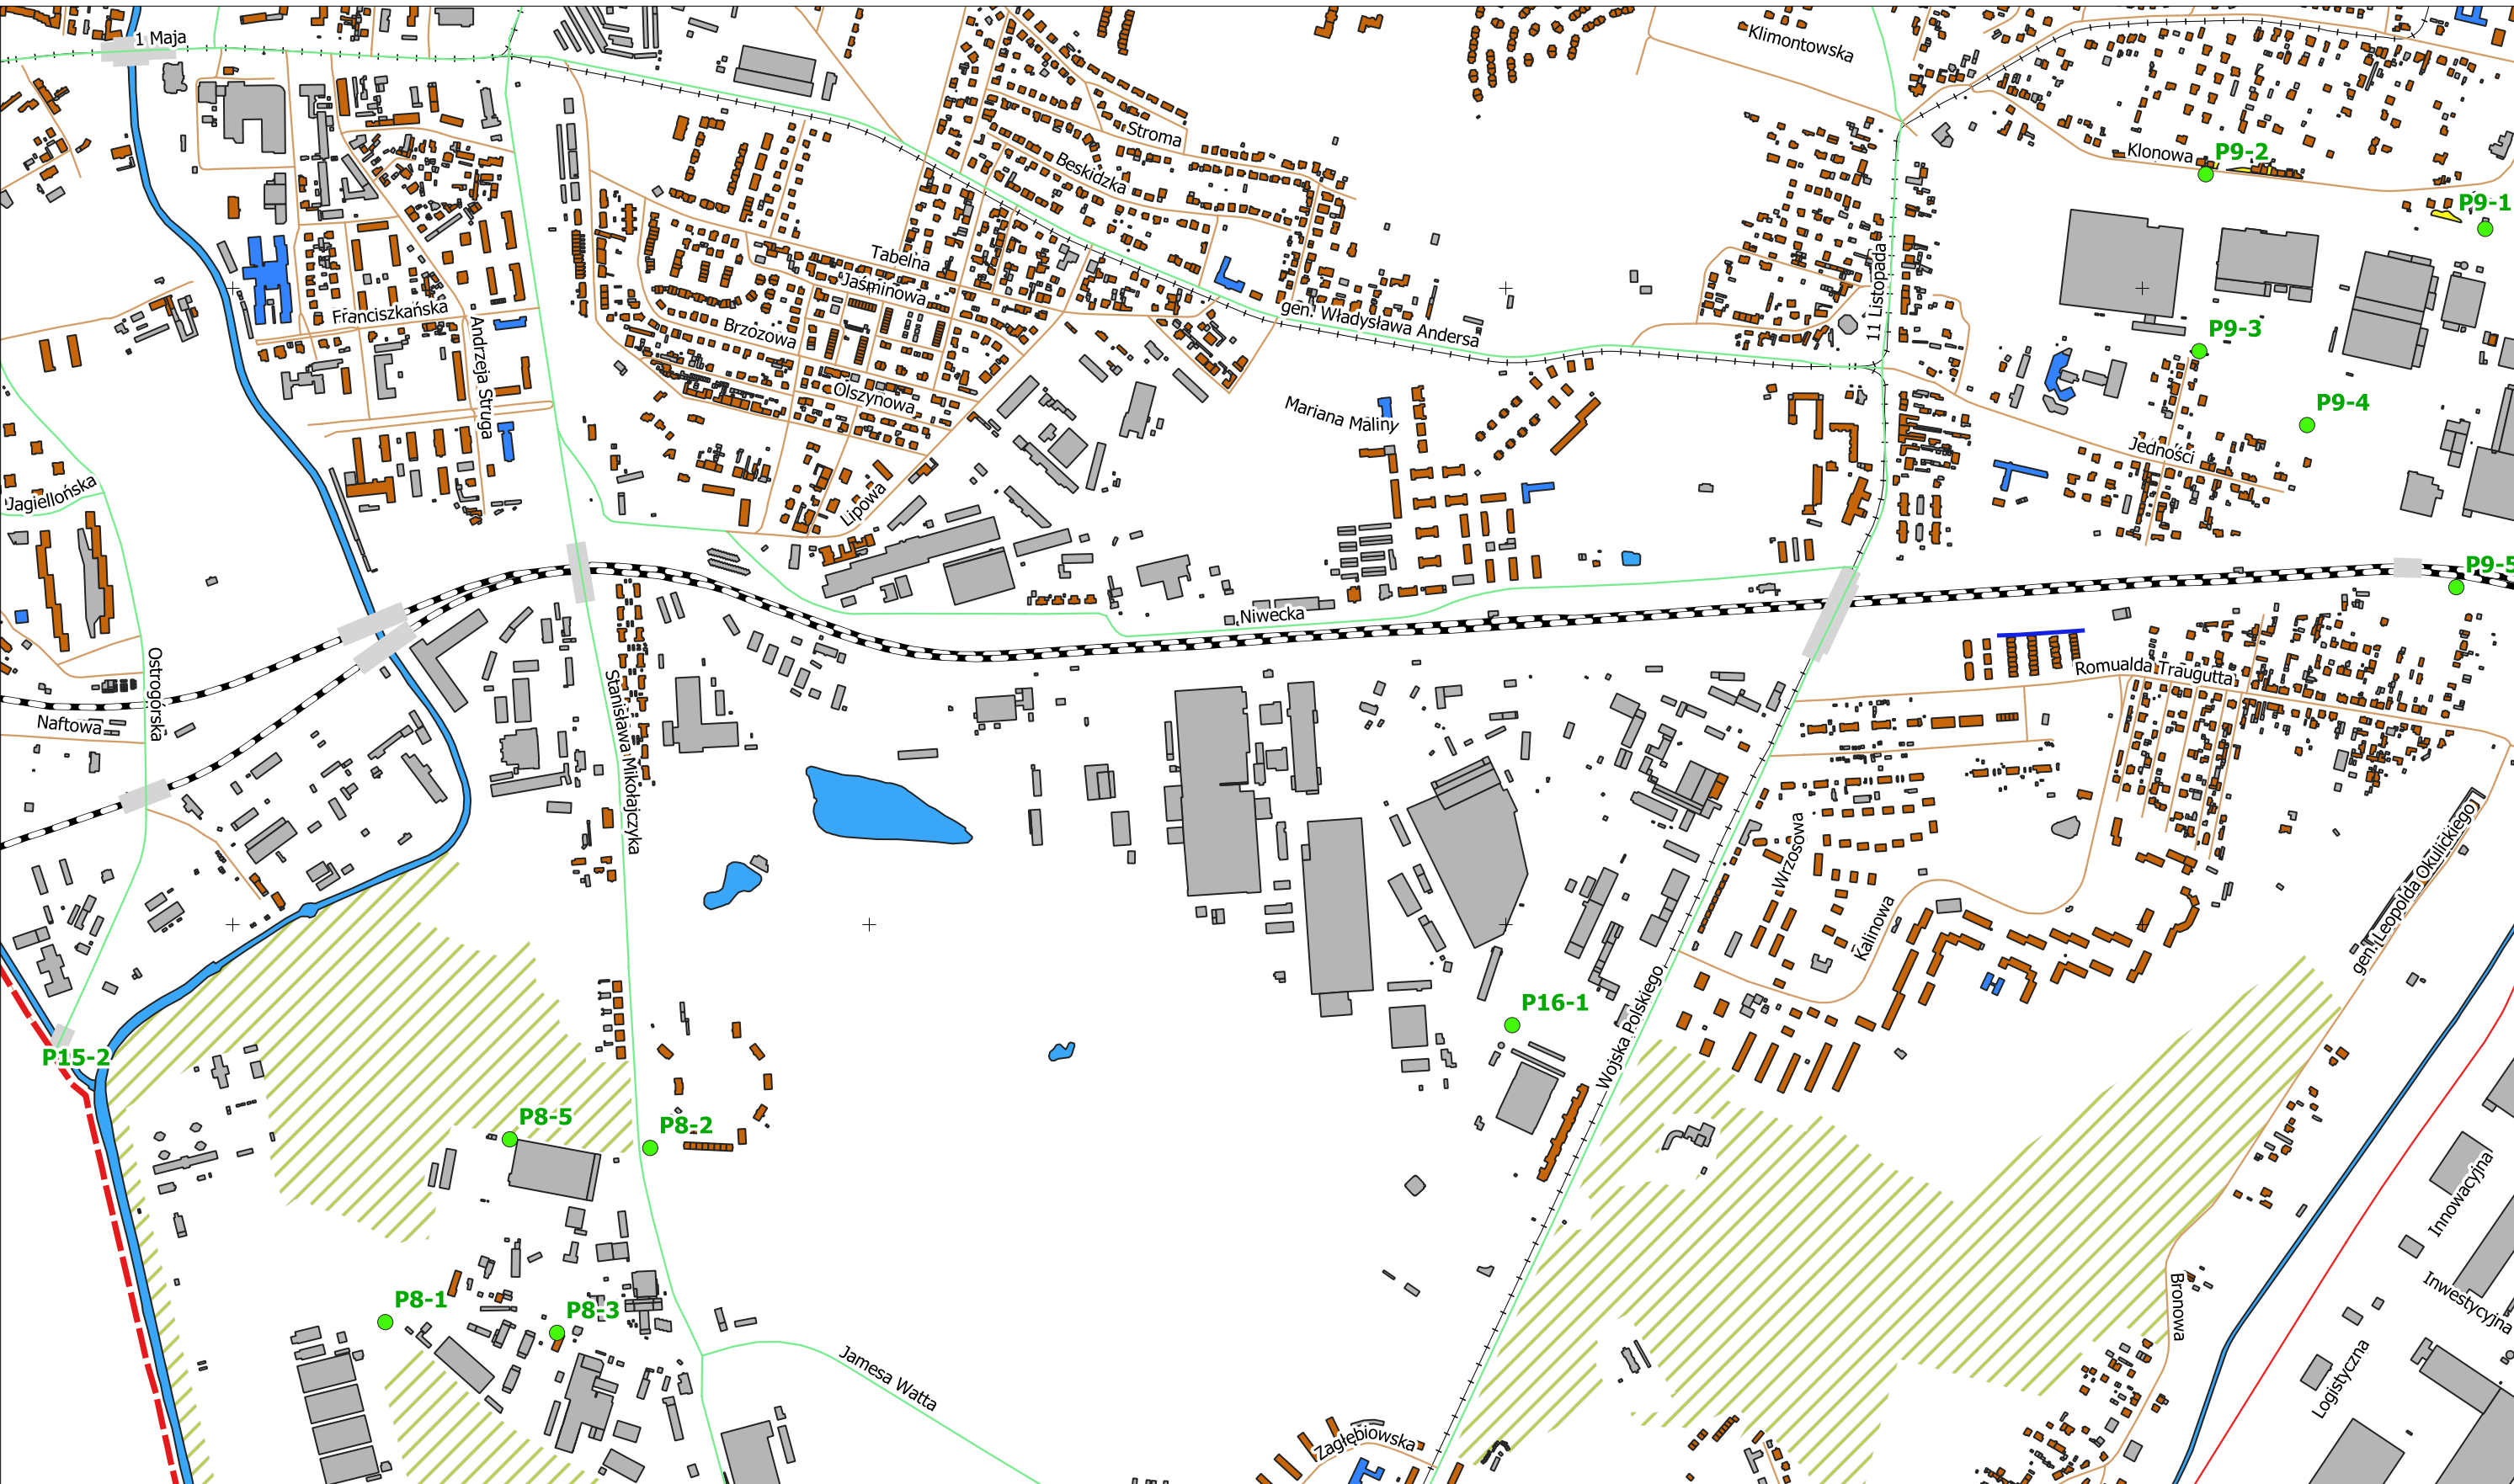 1 Maja
Klimontowska
Stroma
Beskidzka
Klonowa
P9-2
P9-1
Tabelna
Jaśminowa
Franciszkańska
Andrzeja Struga
Brzozowa
gen. Władysława Andersa
11 Listopada
P9-3
Olszynowa
Mariana Maliny
P9-4
Jedności
Jagiellońska
Lipowa
P9-5
Niwecka
Ostrogórska
Stanisława Mikołajczyka
Romualda Traugutta
Naftowa
Wrzosowa
gen. Leopolda Okulickiego
Kalinowa
Wojska Polskiego
P16-1
P15-2
P8-5
P8-2
Innowacyjna
Bronowa
Inwestycyjna
P8-1
P8-3
Jamesa Watta
Logistyczna
Zagłębiowska